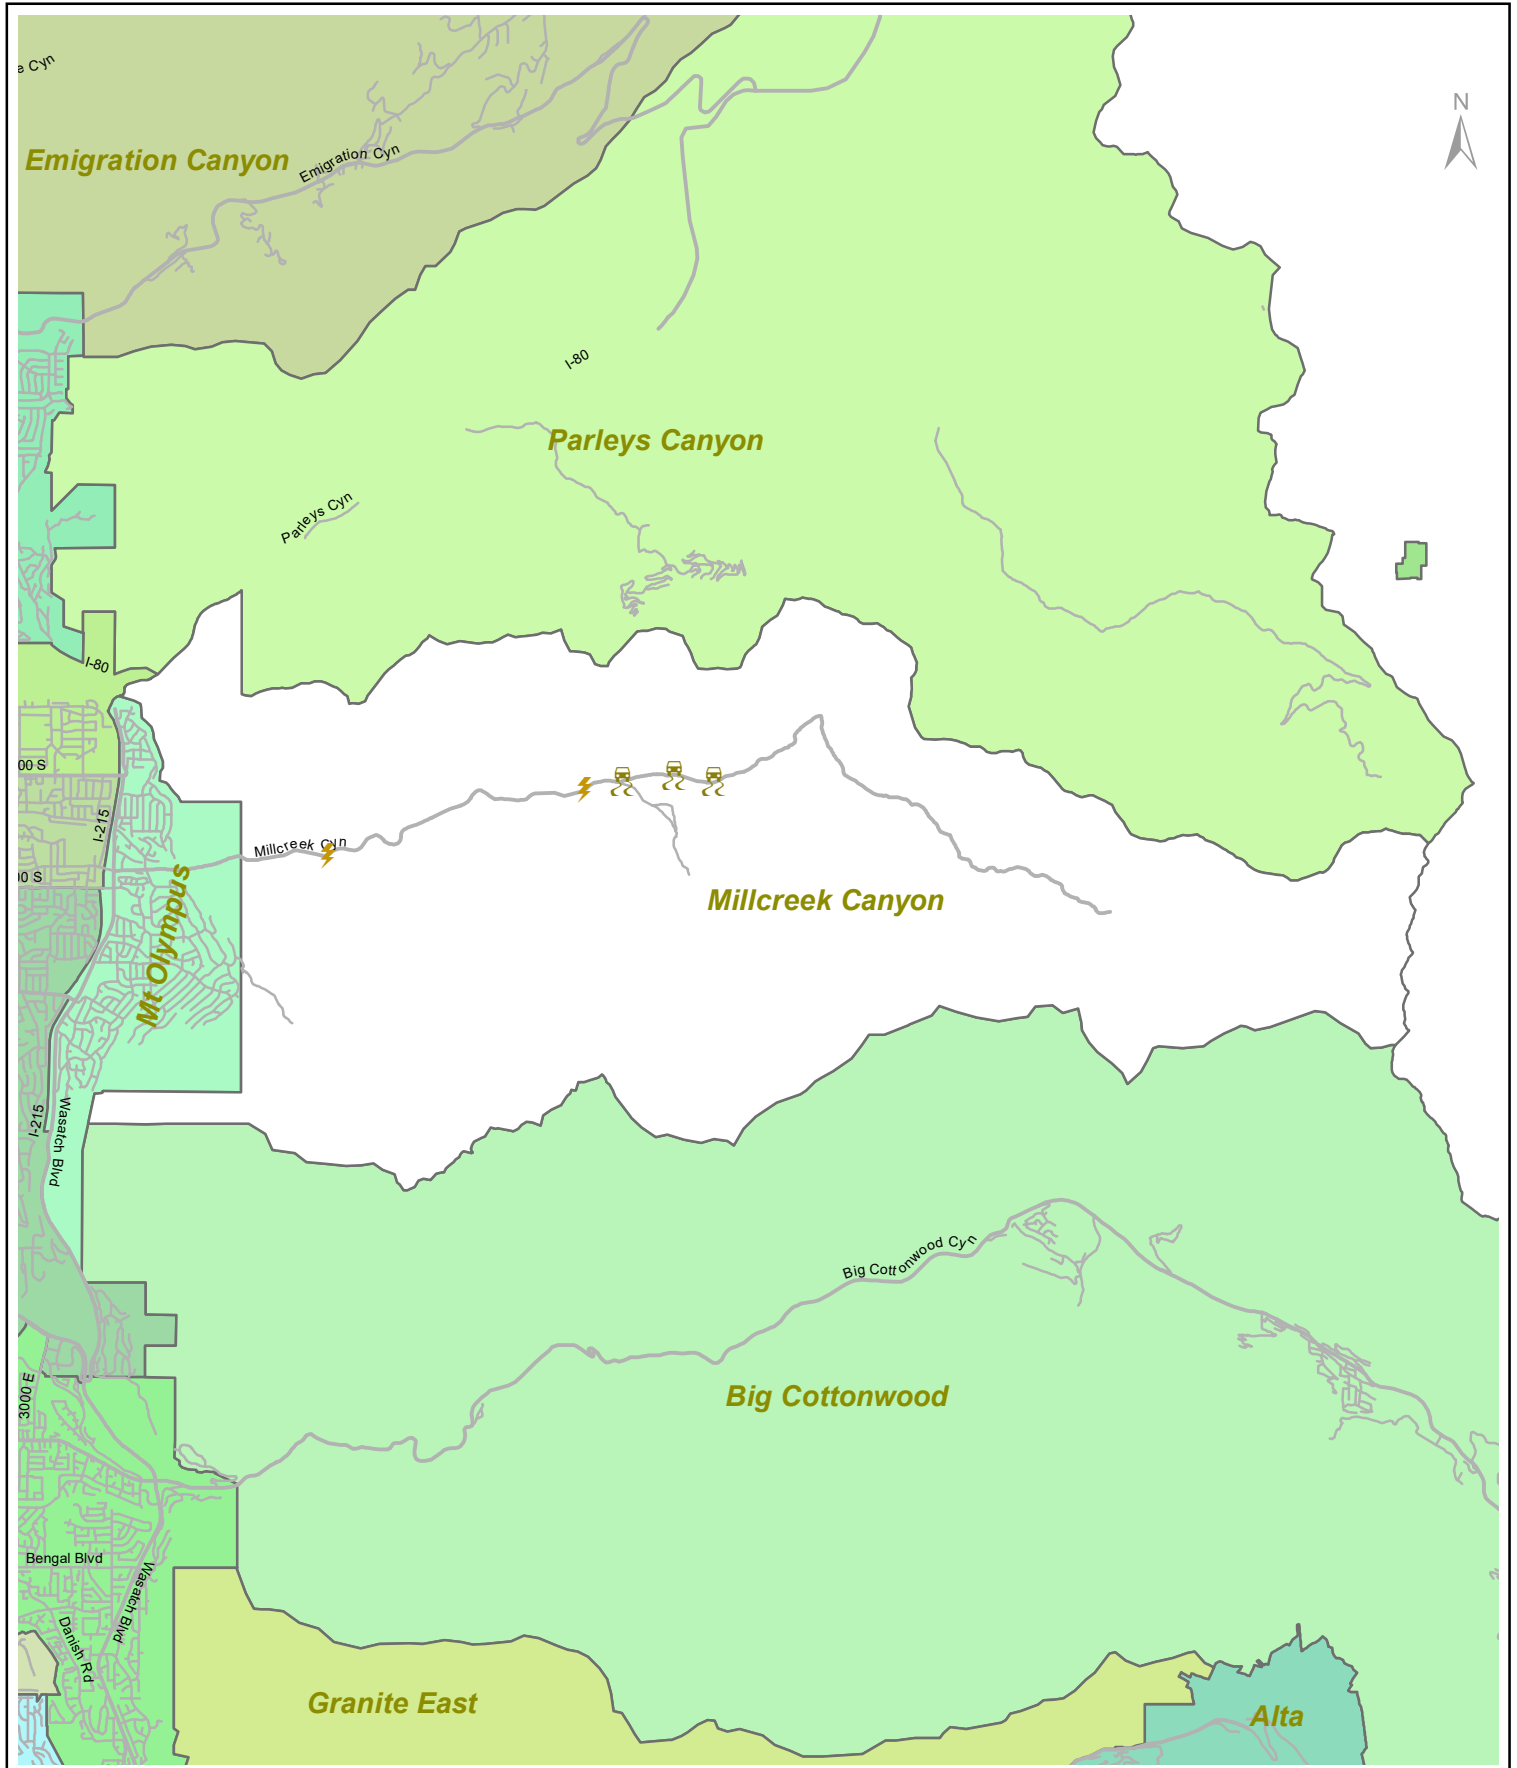 e Cyn
N
Emigration Canyon
Emigration Cyn
I-80
Parleys Canyon
Parleys Cyn
I-80
00 S
I-215
Millcreek Cyn
00 S
Mt Olympus
Millcreek Canyon
I-215
Wasatch Blvd
Big Cottonwood Cyn
3000 E
Big Cottonwood
Bengal Blvd
Wasatch Blvd
Danish Rd
Granite East
Alta